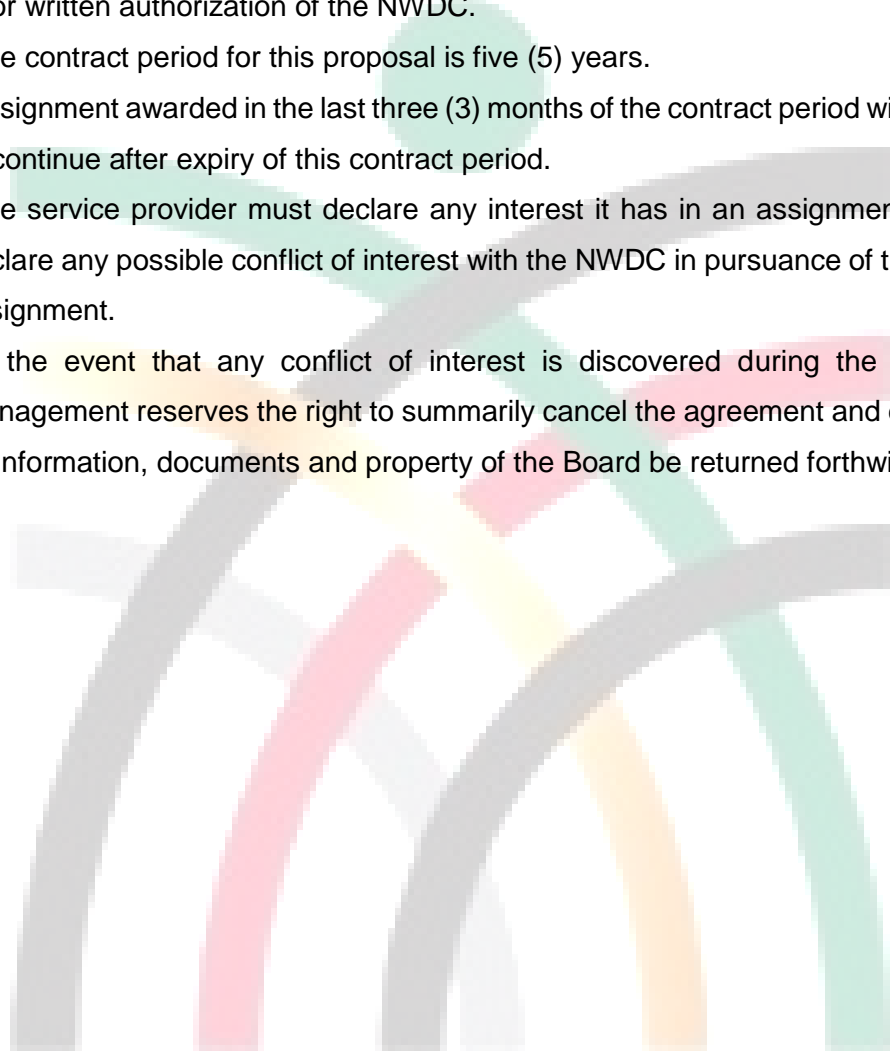 or written authorization of the NWDC.
e contract period for this proposal is five (5) years.
signment awarded in the last three (3) months of the contract period wi
continue after expiry of this contract period.
e service provider must declare any interest it has in an assignmen
clare any possible conflict of interest with the NWDC in pursuance of t
signment.
the event that any conflict of interest is discovered during the
nagement reserves the right to summarily cancel the agreement and
information, documents and property of the Board be returned forthwi